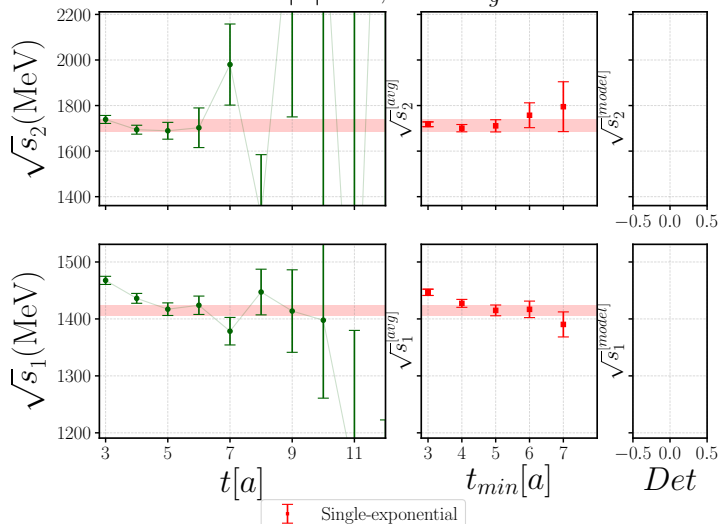 2200
2000
1800
1600
1400
√s₂(MeV)
√s₂^[avg]
√s₂^[model]
−0.5 0.0 0.5
1500
1400
1300
1200
√s₁(MeV)
√s₁^[avg]
√s₁^[model]
3 5 7 9 11
3 4 5 6 7
−0.5 0.0 0.5
t[a]
t_min[a]
Det
Single-exponential